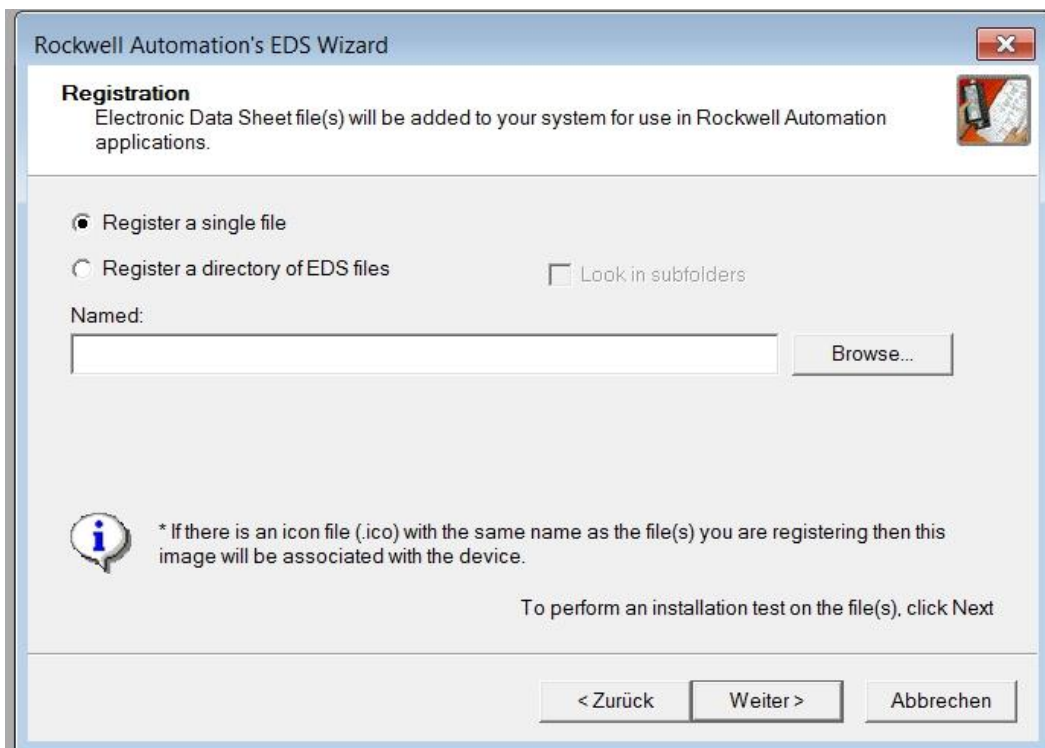 Rockwell Automation's EDS Wizard
Registration
Electronic Data Sheet file(s) will be added to your system for use in Rockwell Automation
applications.
Register a single file
Register a directory of EDS files
Look in subfolders
Named:
Browse...
* If there is an icon file (.ico) with the same name as the file(s) you are registering then this
image will be associated with the device.
To perform an installation test on the file(s), click Next
< Zurück
Weiter >
Abbrechen